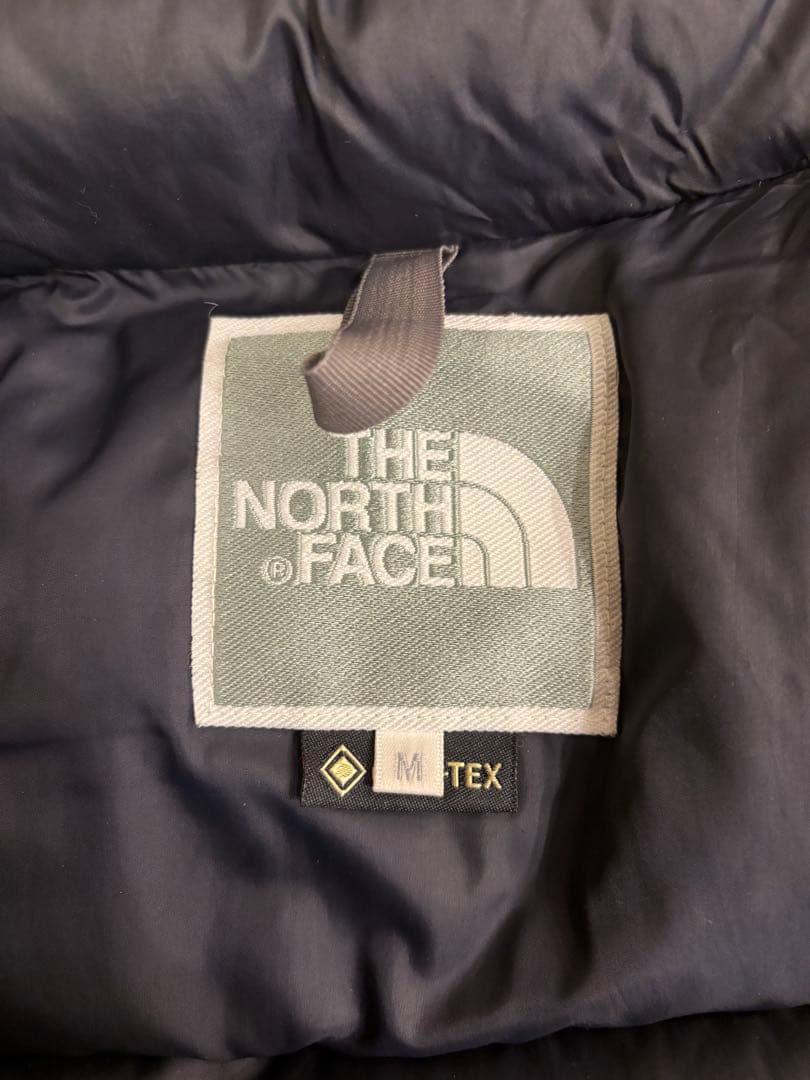 THE
NORTH
® FACE
M
-TEX